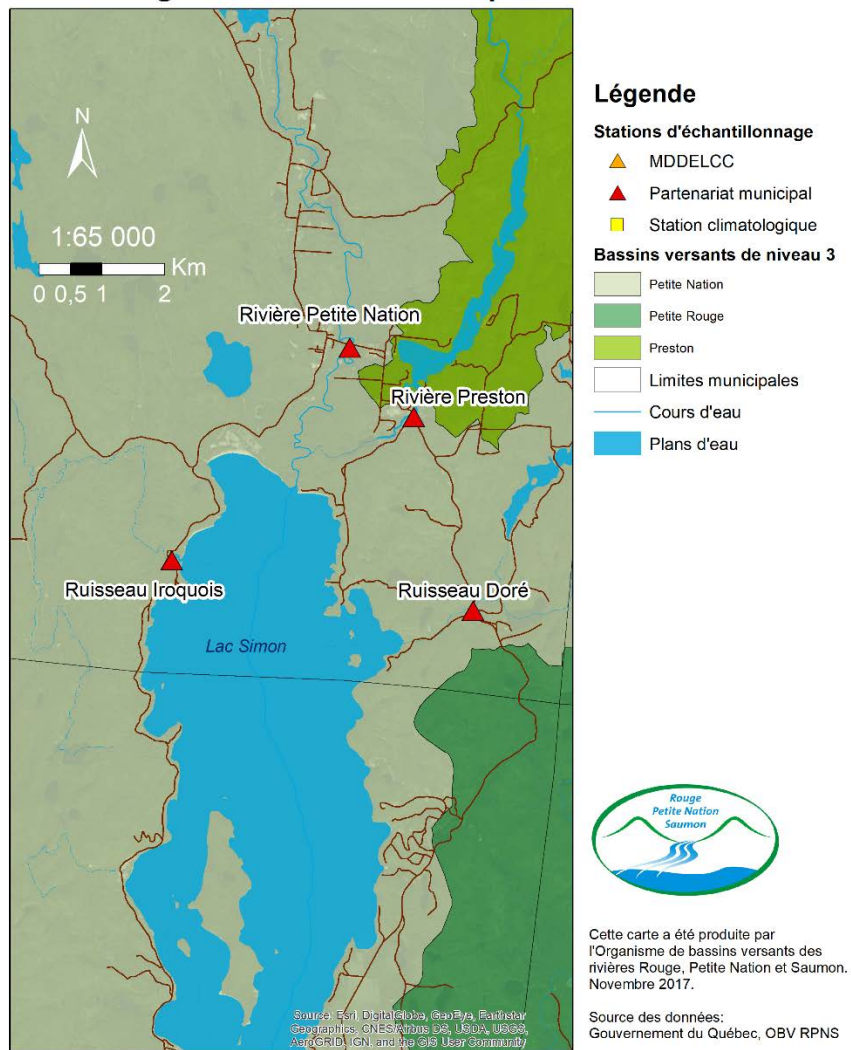 N
1:65 000
Km
0 0,5 1 2
Rivière Petite Nation
Rivière Preston
Ruisseau Iroquois
Ruisseau Doré
Lac Simon
Source: Esri, DigitalGlobe, GeoEye, Earthstar
Geographics, CNES/Airbus DS, USDA, USGS,
AeroGRID, IGN, and the GIS User Community
Légende
Stations d'échantillonnage
MDDELCC
Partenariat municipal
Station climatologique
Bassins versants de niveau 3
Petite Nation
Petite Rouge
Preston
Limites municipales
Cours d'eau
Plans d'eau
Rouge
Petite Nation
Saumon
Cette carte a été produite par
l'Organisme de bassins versants des
rivières Rouge, Petite Nation et Saumon.
Novembre 2017.
Source des données:
Gouvernement du Québec, OBV RPNS